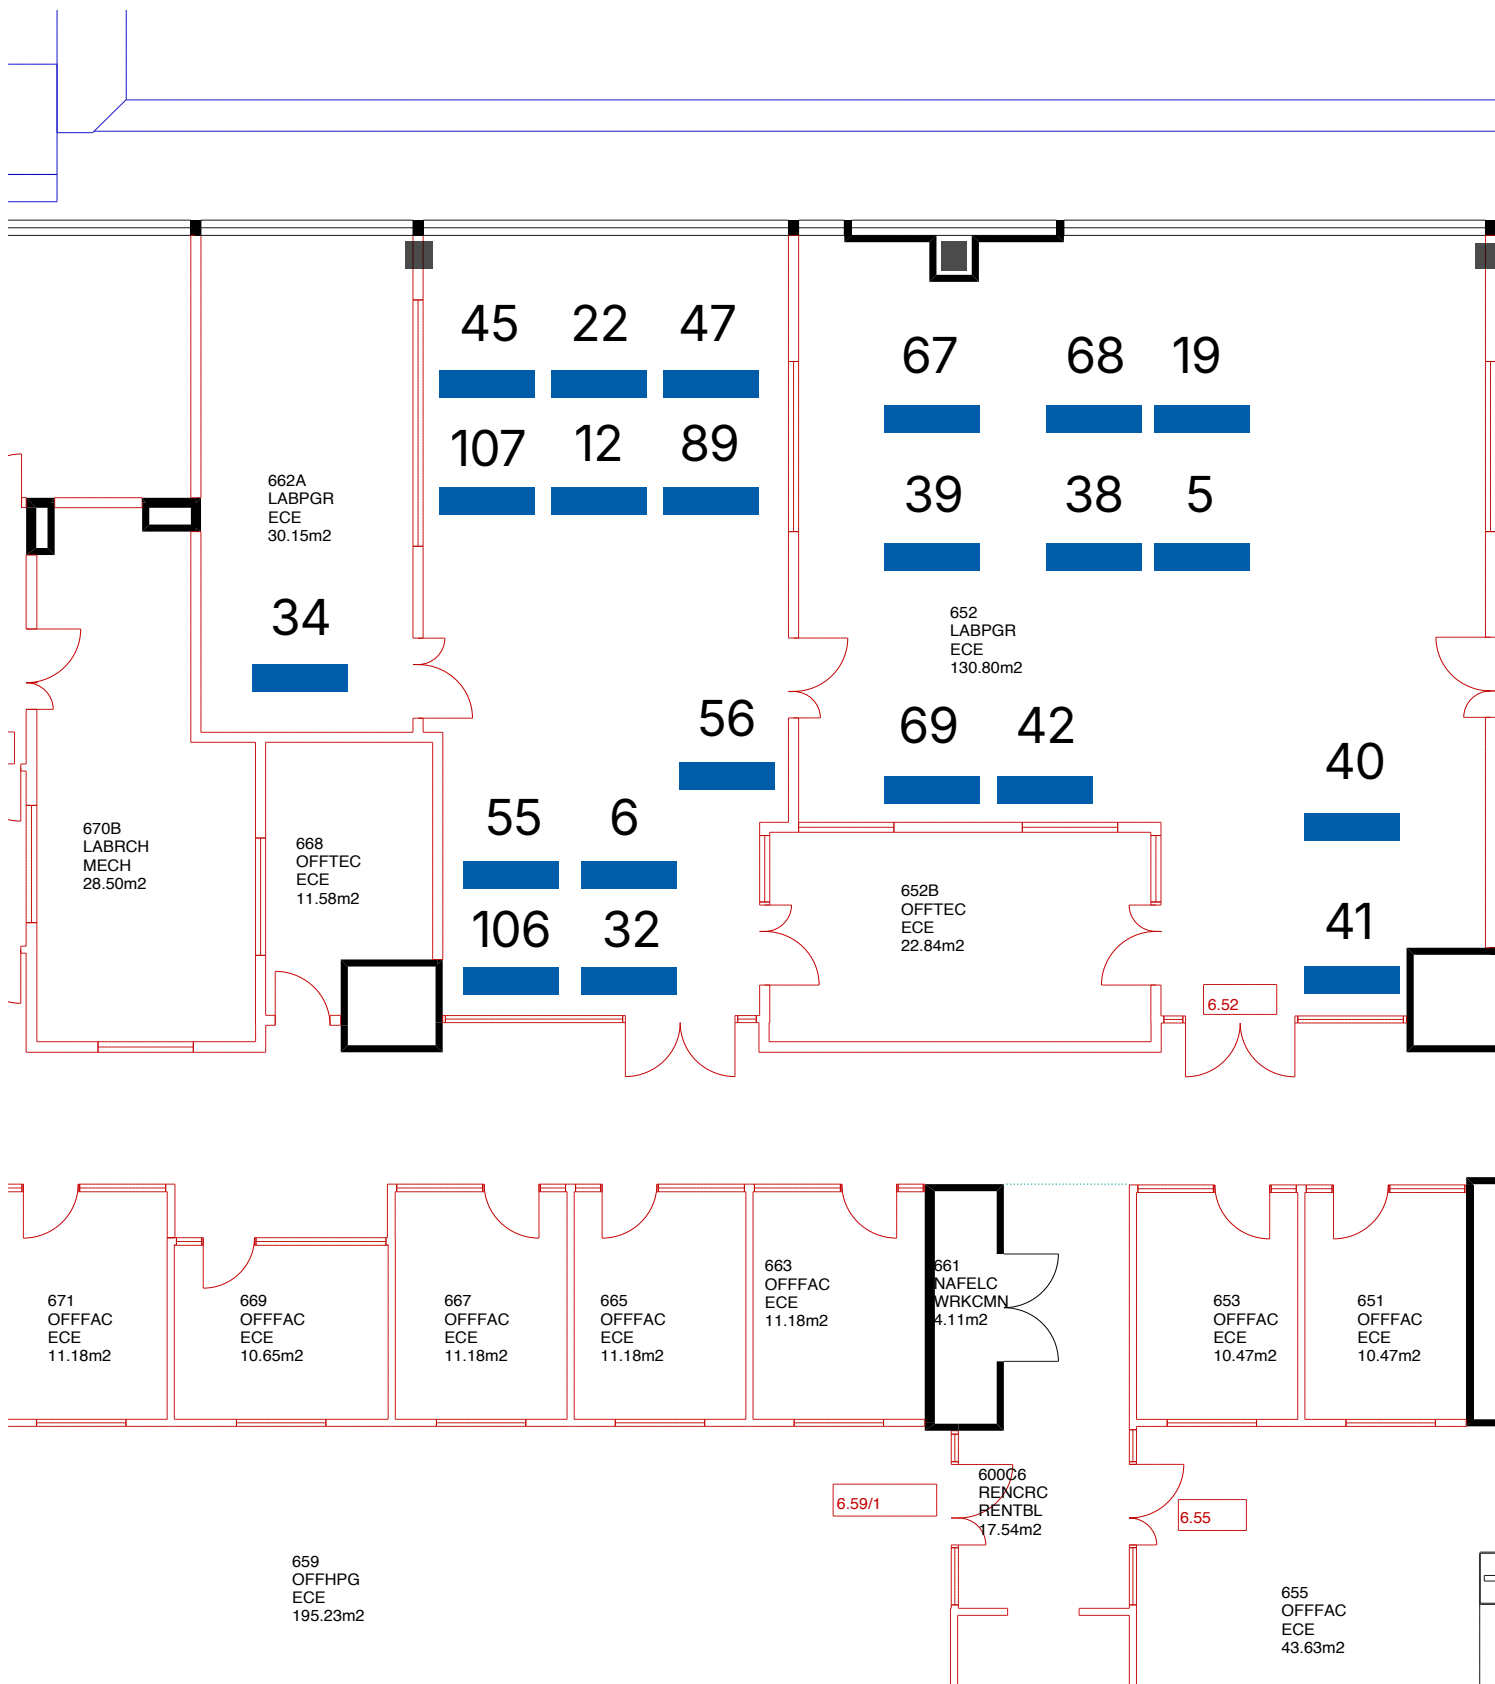 45 22 47
67 68 19
107 12 89
39 38 5
662A
LABPGR
ECE
30.15m2
34
652
LABPGR
ECE
130.80m2
56
69 42
40
55 6
670B
LABRCH
MECH
28.50m2
668
OFFTEC
ECE
11.58m2
652B
OFFTEC
ECE
22.84m2
106 32
41
6.52
671
OFFFAC
ECE
11.18m2
669
OFFFAC
ECE
10.65m2
667
OFFFAC
ECE
11.18m2
665
OFFFAC
ECE
11.18m2
663
OFFFAC
ECE
11.18m2
661
NAFELC
WRKCMN
4.11m2
653
OFFFAC
ECE
10.47m2
651
OFFFAC
ECE
10.47m2
6.59/1
600C6
RENCRC
RENTBL
17.54m2
6.55
659
OFFHPG
ECE
195.23m2
655
OFFFAC
ECE
43.63m2